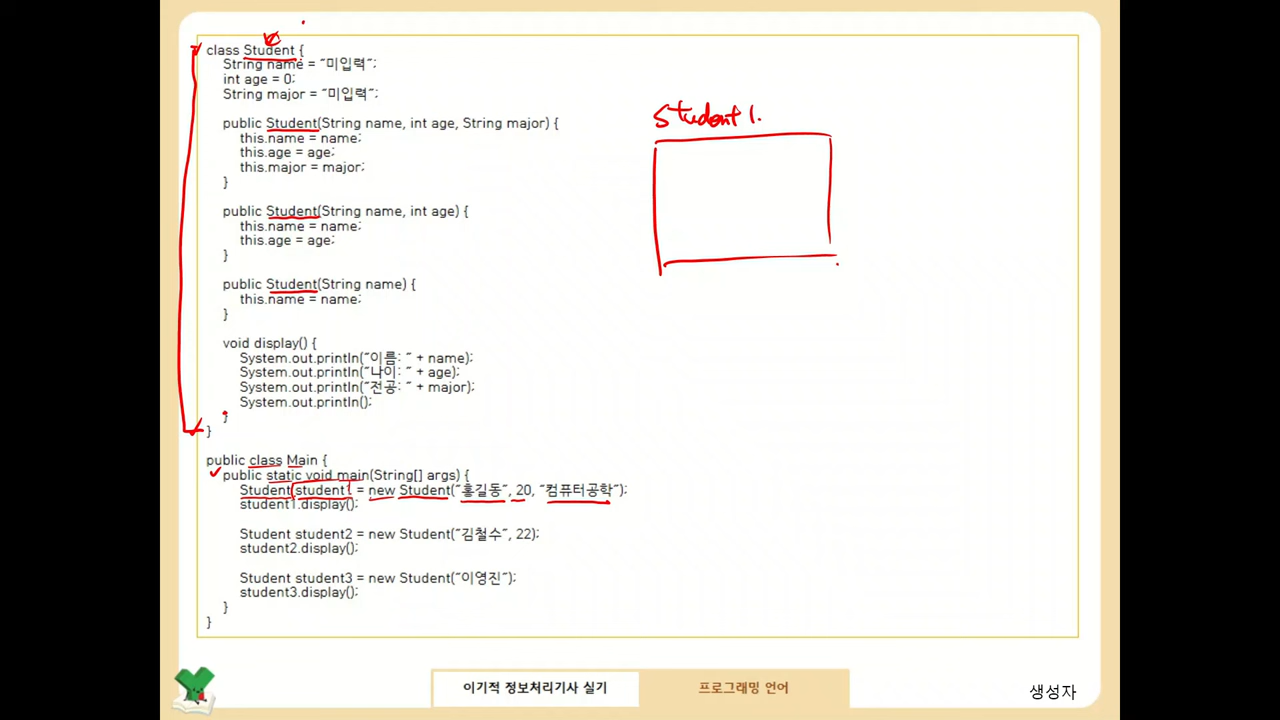 class Student {
String name = "미입력";
int age = 0;
String major = "미입력";
public Student(String name, int age, String major) {
this.name = name;
this.age = age;
this.major = major;
}
public Student(String name, int age) {
this.name = name;
this.age = age;
}
public Student(String name) {
this.name = name;
}
void display() {
System.out.println("이름: " + name);
System.out.println("나이: " + age);
System.out.println("전공: " + major);
System.out.println();
}
}
public class Main {
public static void main(String[] args) {
Student student1 = new Student("홍길동", 20, "컴퓨터공학");
student1.display();
Student student2 = new Student("김철수", 22);
student2.display();
Student student3 = new Student("이영진");
student3.display();
}
}
Student 1.
이기적 정보처리기사 실기
프로그래밍 언어
생성자